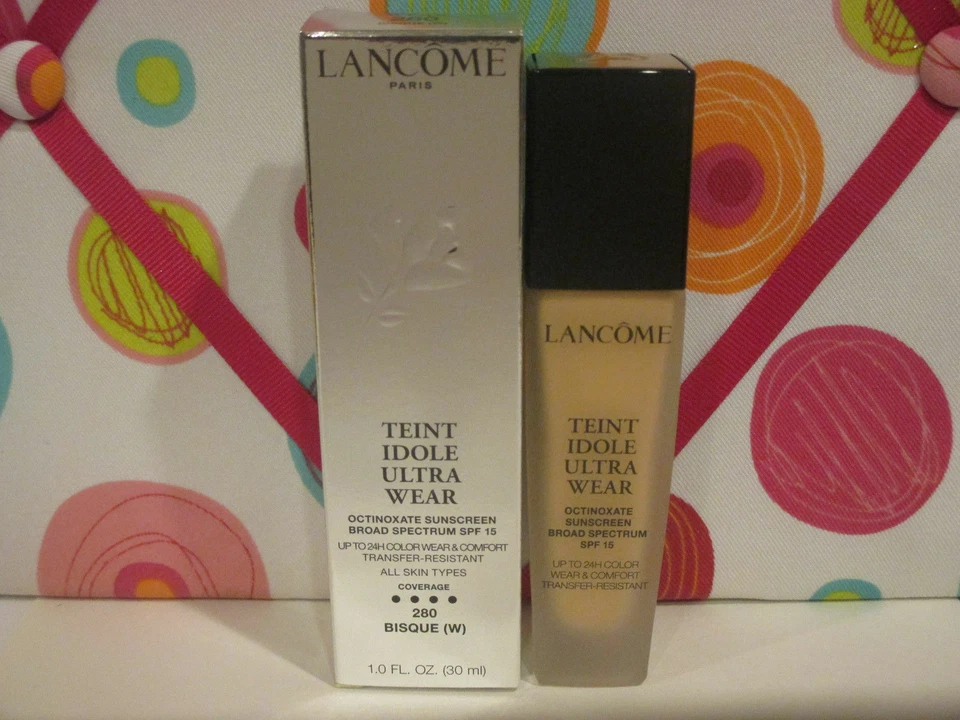 LANCÔME
PARIS
TEINT
IDOLE
ULTRA
WEAR
OCTINOXATE SUNSCREEN
BROAD SPECTRUM SPF 15
UP TO 24H COLOR WEAR & COMFORT
TRANSFER-RESISTANT
ALL SKIN TYPES
COVERAGE
280
BISQUE (W)
1.0 FL. OZ. (30 ml)
LANCÔME
TEINT
IDOLE
ULTRA
WEAR
OCTINOXATE
SUNSCREEN
BROAD SPECTRUM
SPF 15
UP TO 24H COLOR
WEAR & COMFORT
TRANSFER-RESISTANT